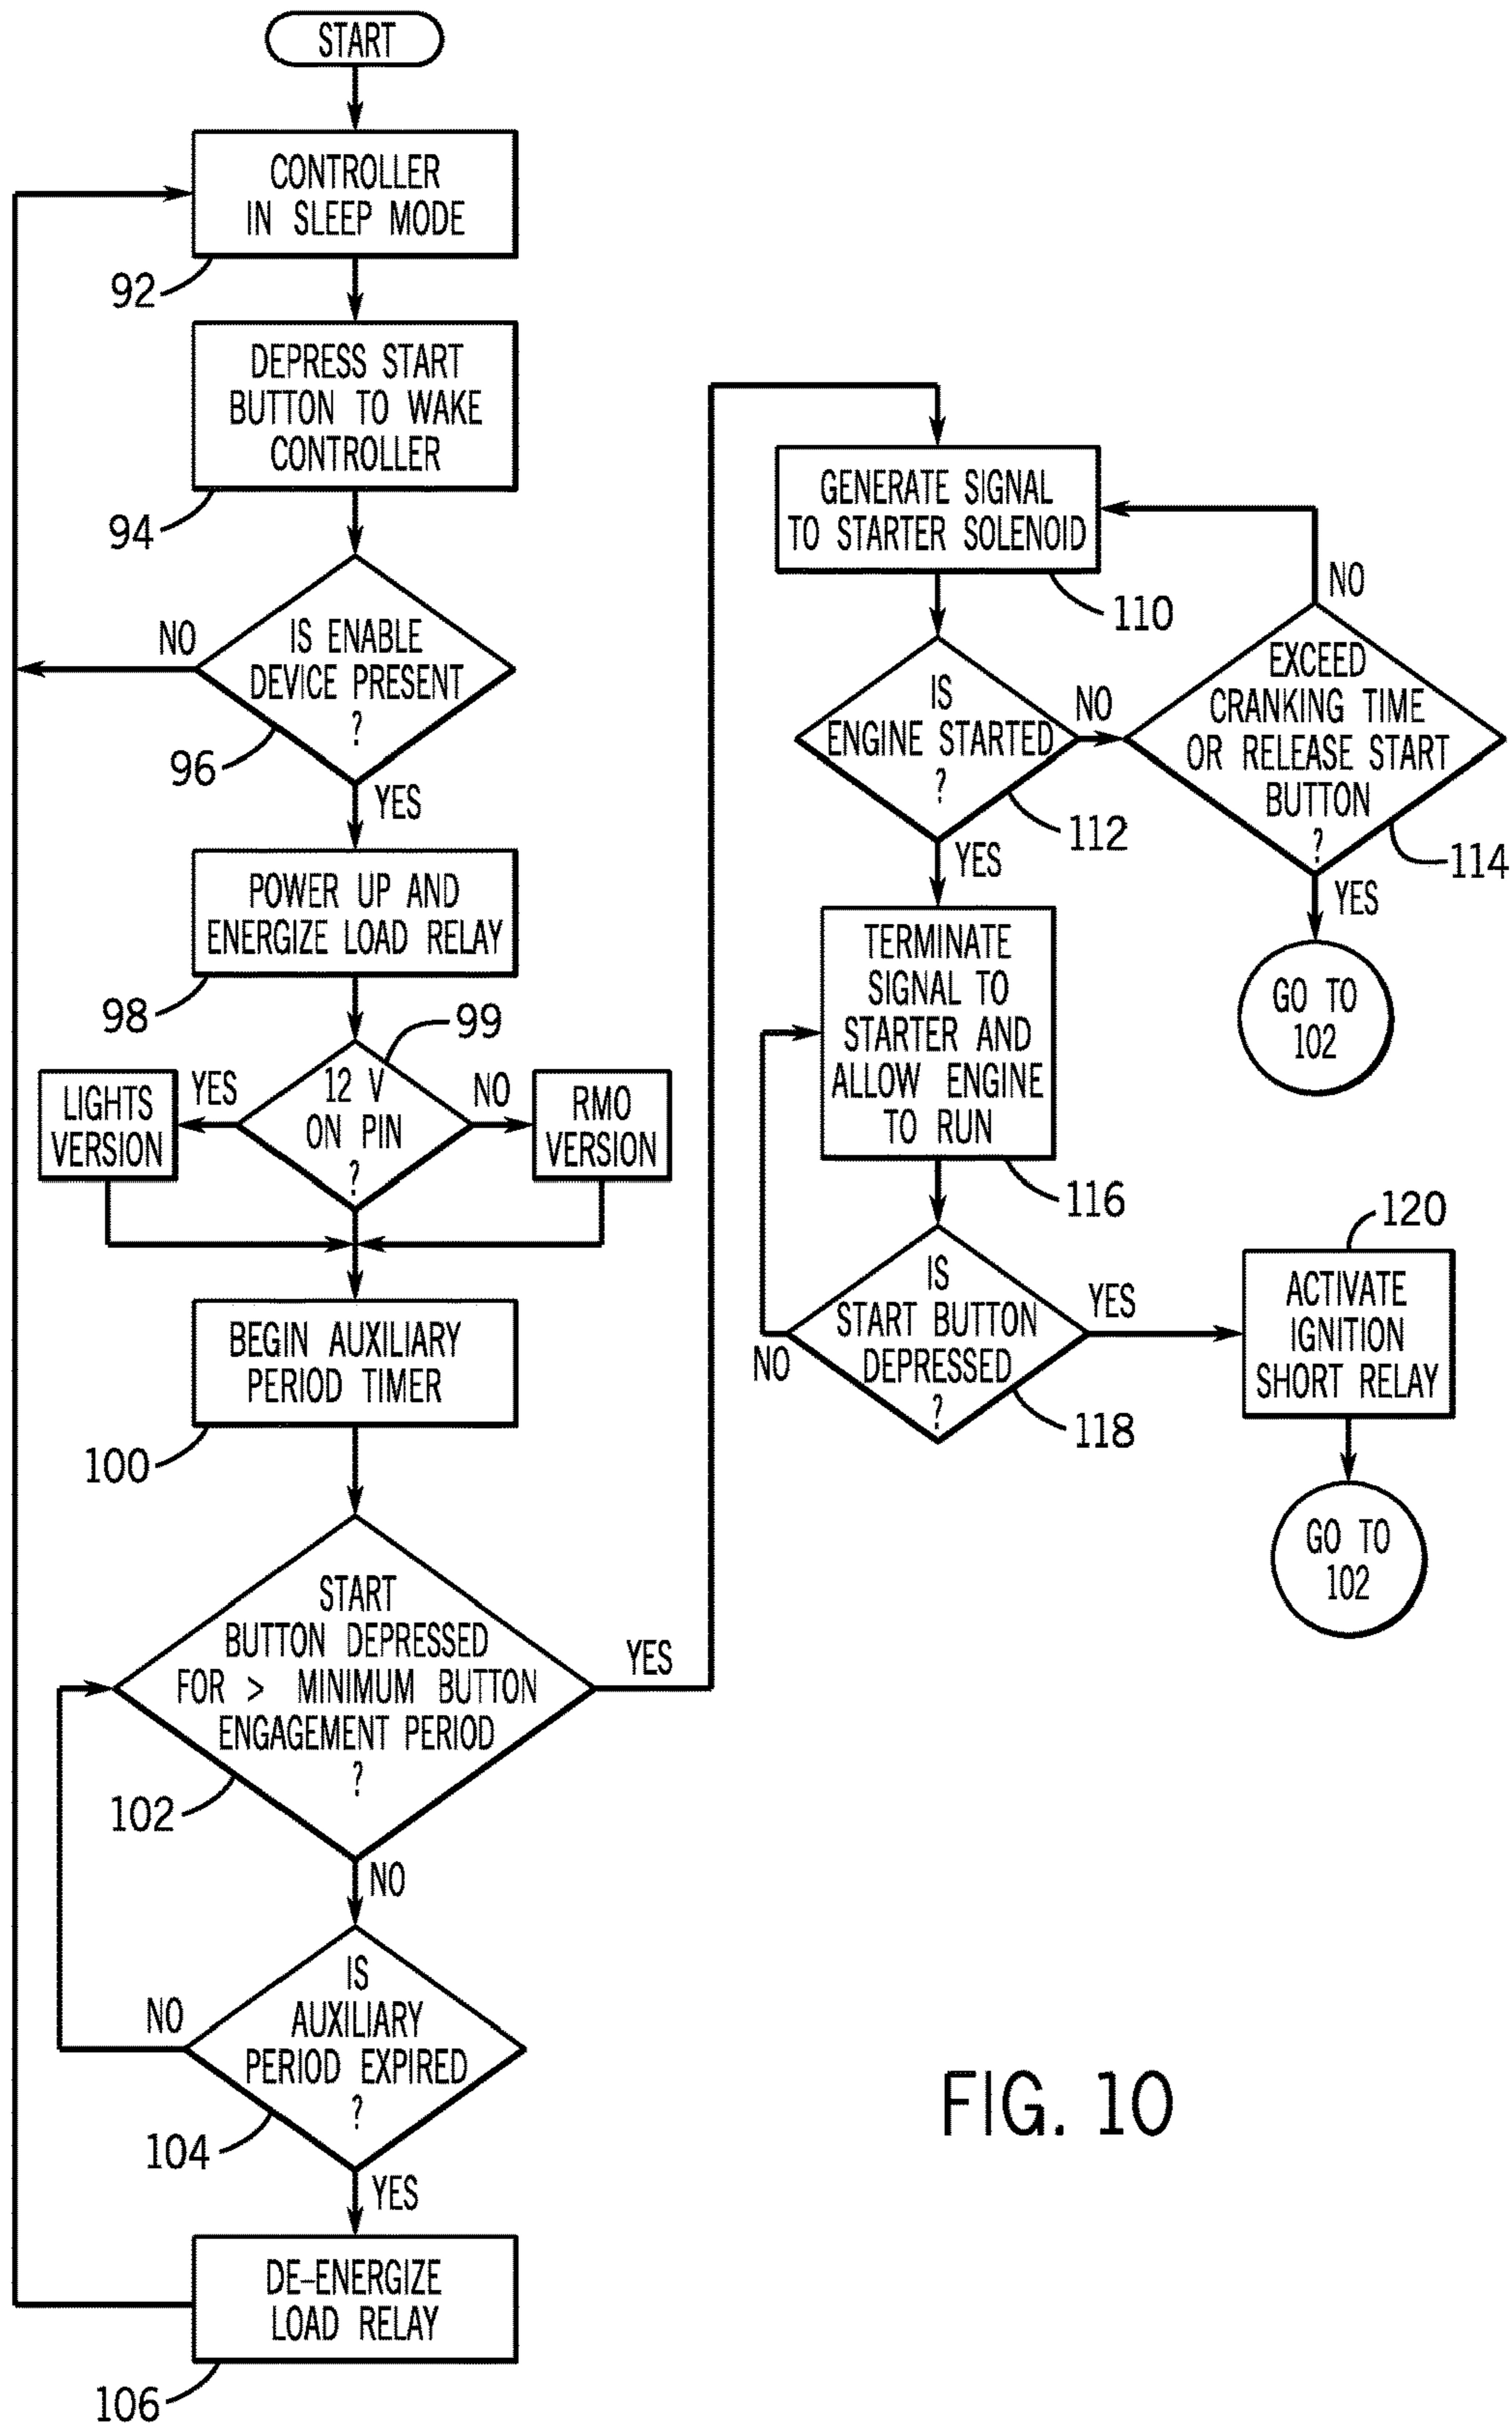 START
CONTROLLER
IN SLEEP MODE
92
DEPRESS START
BUTTON TO WAKE
CONTROLLER
94
IS ENABLE
DEVICE PRESENT
?
NO
96
YES
POWER UP AND
ENERGIZE LOAD RELAY
98
99
12 V
ON PIN
?
YES
NO
LIGHTS
VERSION
RMO
VERSION
BEGIN AUXILIARY
PERIOD TIMER
100
START
BUTTON DEPRESSED
FOR > MINIMUM BUTTON
ENGAGEMENT PERIOD
?
YES
102
NO
IS
AUXILIARY
PERIOD EXPIRED
?
NO
104
YES
DE-ENERGIZE
LOAD RELAY
106
GENERATE SIGNAL
TO STARTER SOLENOID
110
IS
ENGINE STARTED
?
NO
112
YES
EXCEED
CRANKING TIME
OR RELEASE START
BUTTON
?
NO
114
YES
GO TO
102
TERMINATE
SIGNAL TO
STARTER AND
ALLOW ENGINE
TO RUN
116
IS
START BUTTON
DEPRESSED
?
NO
YES
118
120
ACTIVATE
IGNITION
SHORT RELAY
GO TO
102
FIG. 10